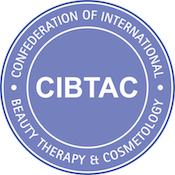 CONFEDERATION OF INTERNATIONAL
CIBTAC
BEAUTY THERAPY & COSMETOLOGY